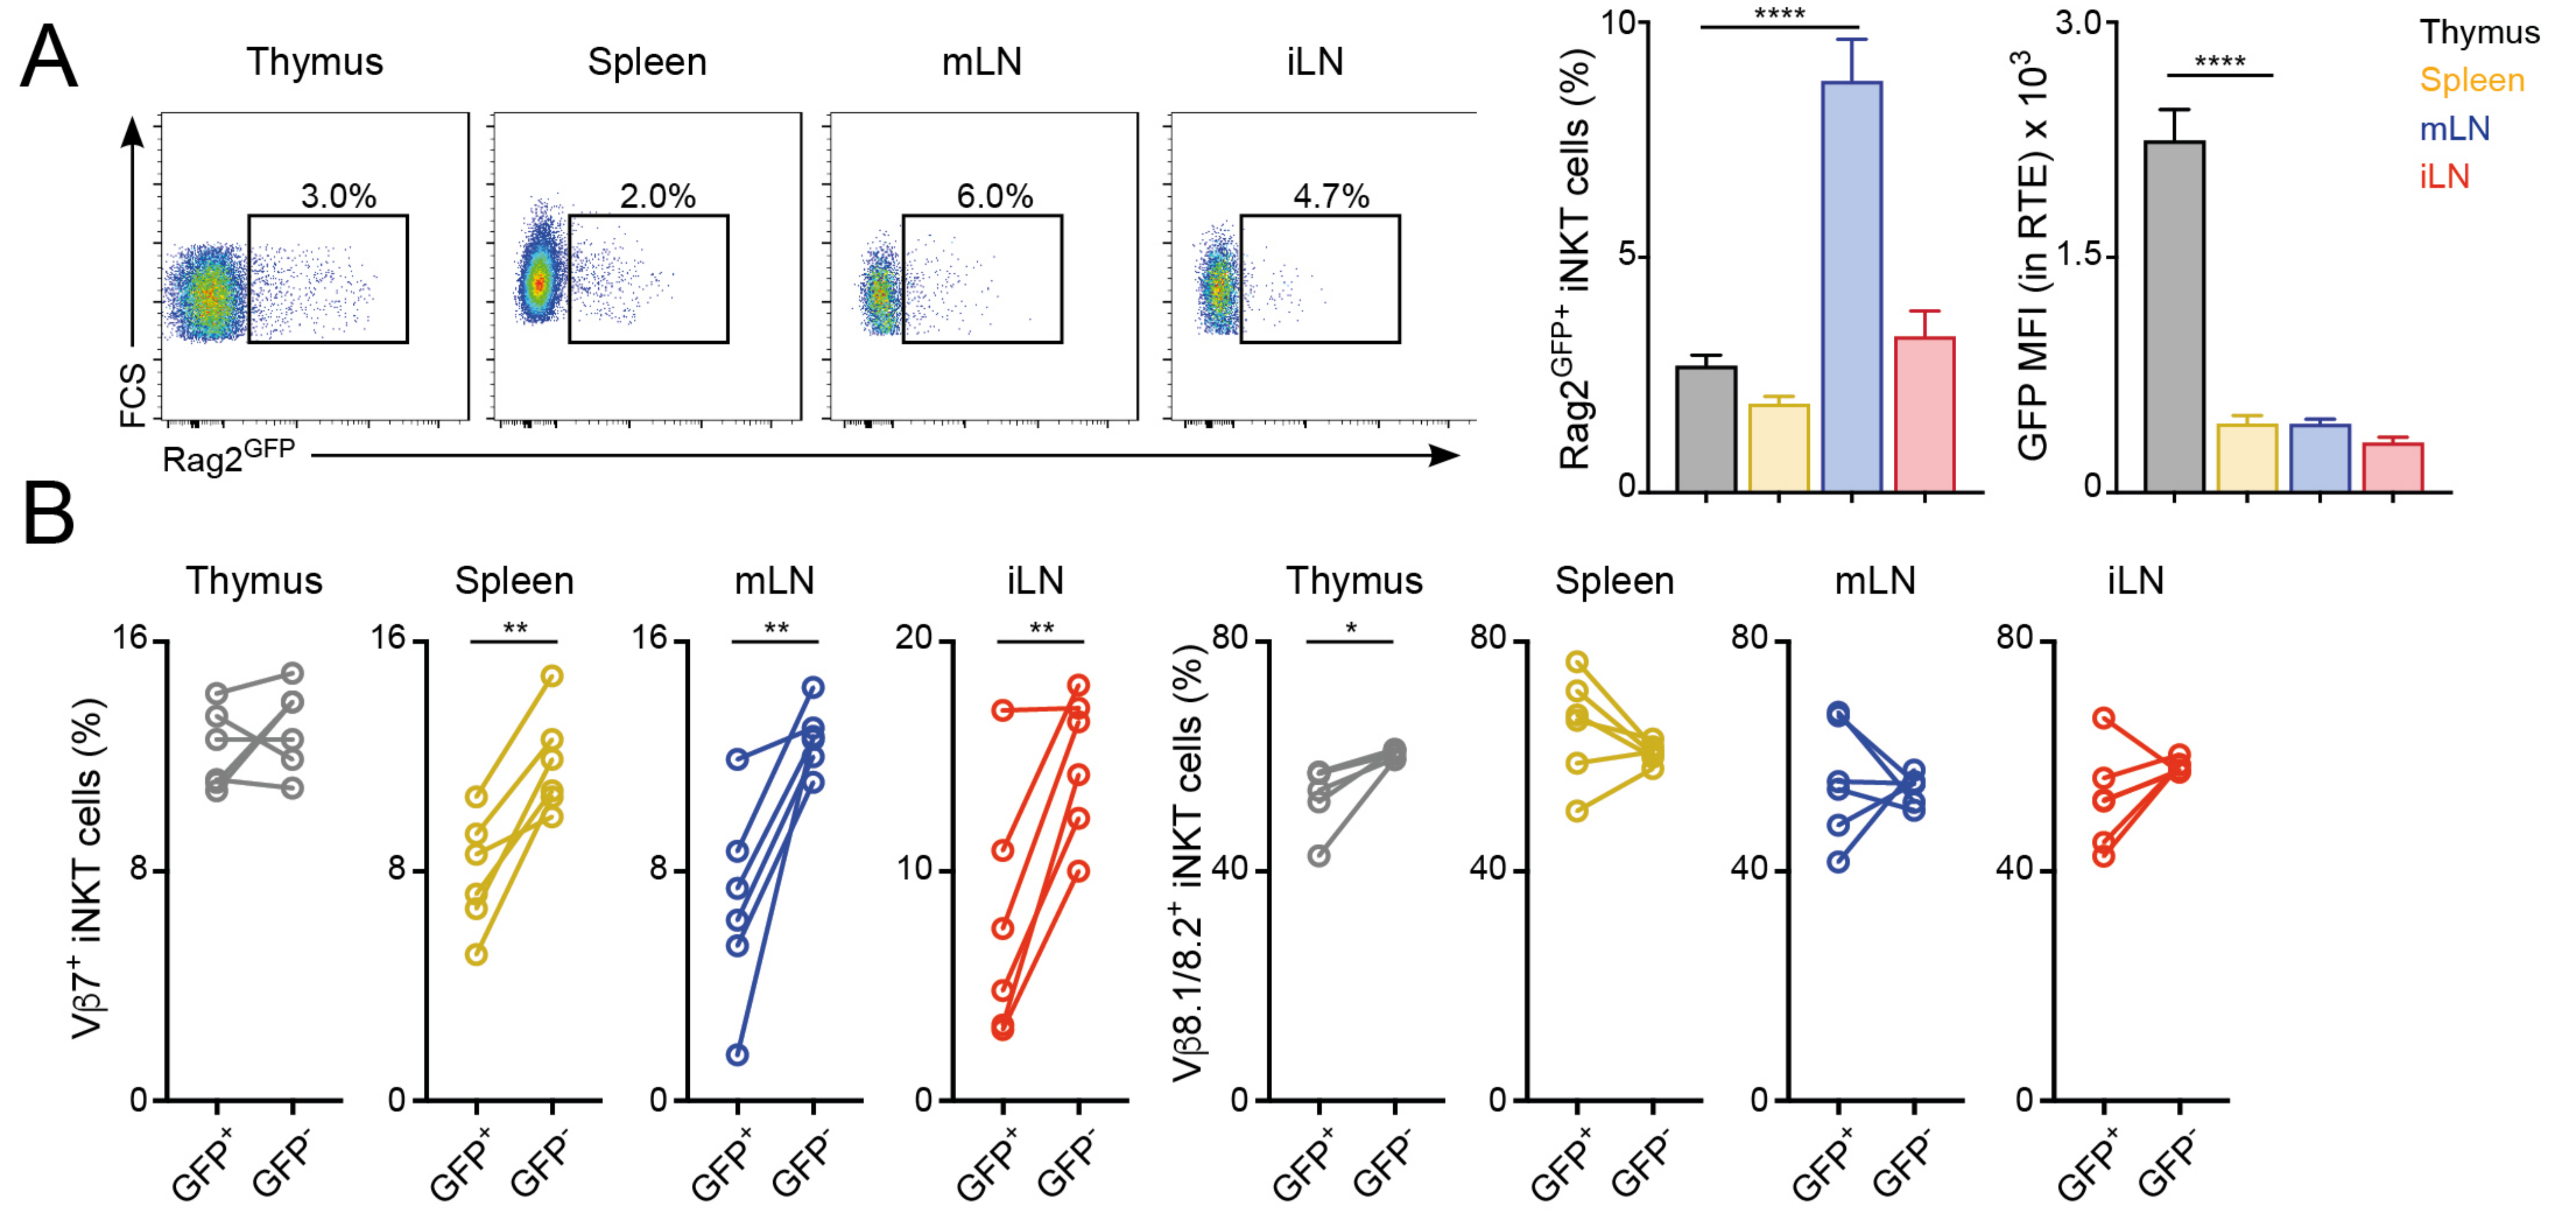 A
Thymus
Spleen
mLN
iLN
3.0%
2.0%
6.0%
4.7%
FCS
Rag2GFP
Rag2GFP+ iNKT cells (%)
10
5
0
****
GFP MFI (in RTE) x 10³
3.0
1.5
0
****
Thymus
Spleen
mLN
iLN
B
Vβ7⁺ iNKT cells (%)
Thymus
16
8
0
GFP⁺
GFP⁻
Spleen
**
16
8
0
GFP⁺
GFP⁻
mLN
**
16
8
0
GFP⁺
GFP⁻
iLN
**
20
10
0
GFP⁺
GFP⁻
Vβ8.1/8.2⁺ iNKT cells (%)
Thymus
*
80
40
0
GFP⁺
GFP⁻
Spleen
80
40
0
GFP⁺
GFP⁻
mLN
80
40
0
GFP⁺
GFP⁻
iLN
80
40
0
GFP⁺
GFP⁻